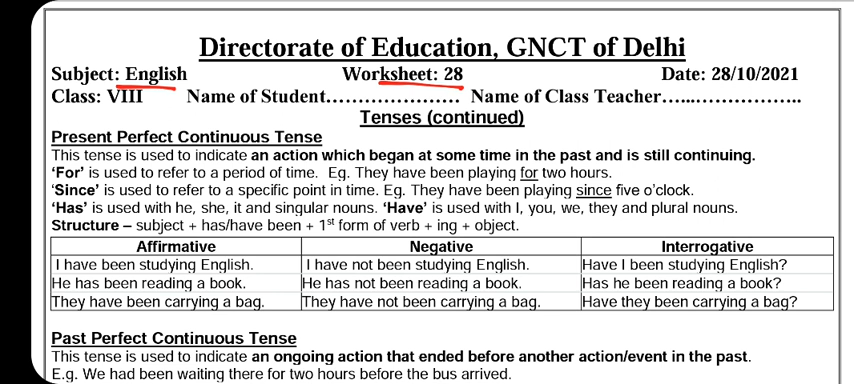 Directorate of Education, GNCT of Delhi
Subject: English Worksheet: 28 Date: 28/10/2021
Class: VIII Name of Student………………… Name of Class Teacher…....……………..
Tenses (continued)
Present Perfect Continuous Tense
This tense is used to indicate an action which began at some time in the past and is still continuing.
‘For’ is used to refer to a period of time. Eg. They have been playing for two hours.
‘Since’ is used to refer to a specific point in time. Eg. They have been playing since five o’clock.
‘Has’ is used with he, she, it and singular nouns. ‘Have’ is used with I, you, we, they and plural nouns.
Structure – subject + has/have been + 1st form of verb + ing + object.
Affirmative Negative Interrogative
I have been studying English. I have not been studying English. Have I been studying English?
He has been reading a book. He has not been reading a book. Has he been reading a book?
They have been carrying a bag. They have not been carrying a bag. Have they been carrying a bag?
Past Perfect Continuous Tense
This tense is used to indicate an ongoing action that ended before another action/event in the past.
E.g. We had been waiting there for two hours before the bus arrived.